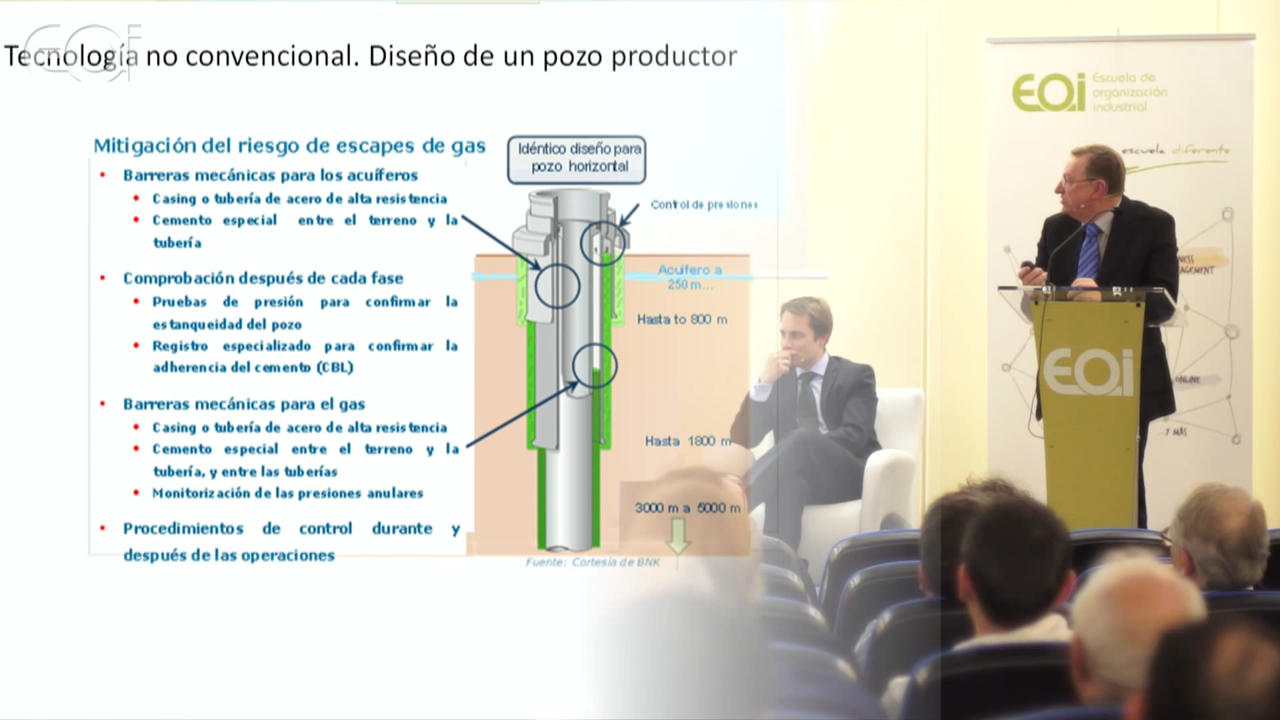 EOi
Tecnología no convencional. Diseño de un pozo productor
Mitigación del riesgo de escapes de gas
Barreras mecánicas para los acuíferos
Casing o tubería de acero de alta resistencia
Cemento especial entre el terreno y la
tubería
Comprobación después de cada fase
Pruebas de presión para confirmar la
estanqueidad del pozo
Registro especializado para confirmar la
adherencia del cemento (CBL)
Barreras mecánicas para el gas
Casing o tubería de acero de alta resistencia
Cemento especial entre el terreno y la
tubería, y entre las tuberías
Monitorización de las presiones anulares
Procedimientos de control durante y
después de las operaciones
Idéntico diseño para
pozo horizontal
Control de presiones
Acuífero a
250 m...
Hasta to 800 m
Hasta 1800 m
3000 m a 5000 m
Fuente: Cortesía de BNK
EOi
Escuela de
organización
industrial
escuela diferente
EOi
...Y MÁS